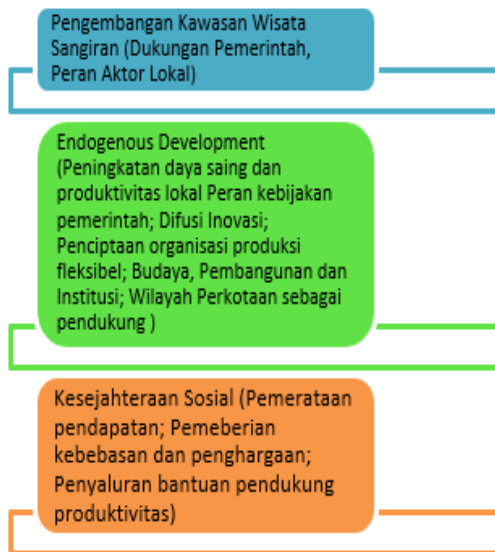 Pengembangan Kawasan Wisata
Sangiran (Dukungan Pemerintah,
Peran Aktor Lokal)
Endogenous Development
(Peningkatan daya saing dan
produktivitas lokal Peran kebijakan
pemerintah; Difusi Inovasi;
Penciptaan organisasi produksi
fleksibel; Budaya, Pembangunan dan
Institusi; Wilayah Perkotaan sebagai
pendukung )
Kesejahteraan Sosial (Pemerataan
pendapatan; Pemeberian
kebebasan dan penghargaan;
Penyaluran bantuan pendukung
produktivitas)